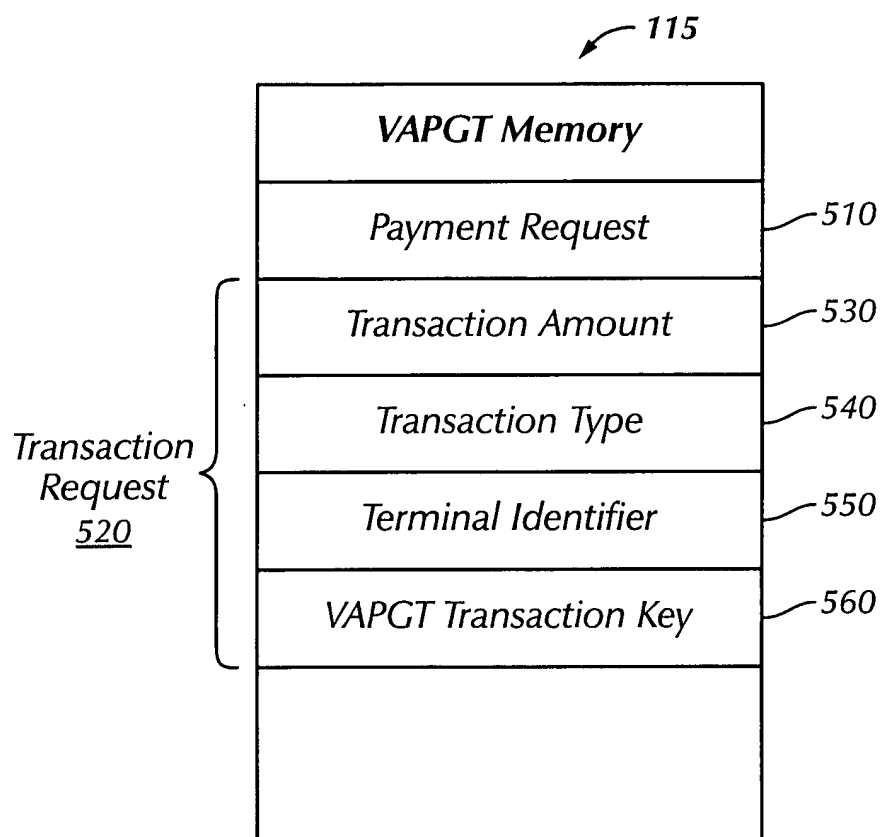 115
VAPGT Memory
Payment Request
510
Transaction Amount
530
Transaction Type
540
Transaction
Request
520
Terminal Identifier
550
VAPGT Transaction Key
560